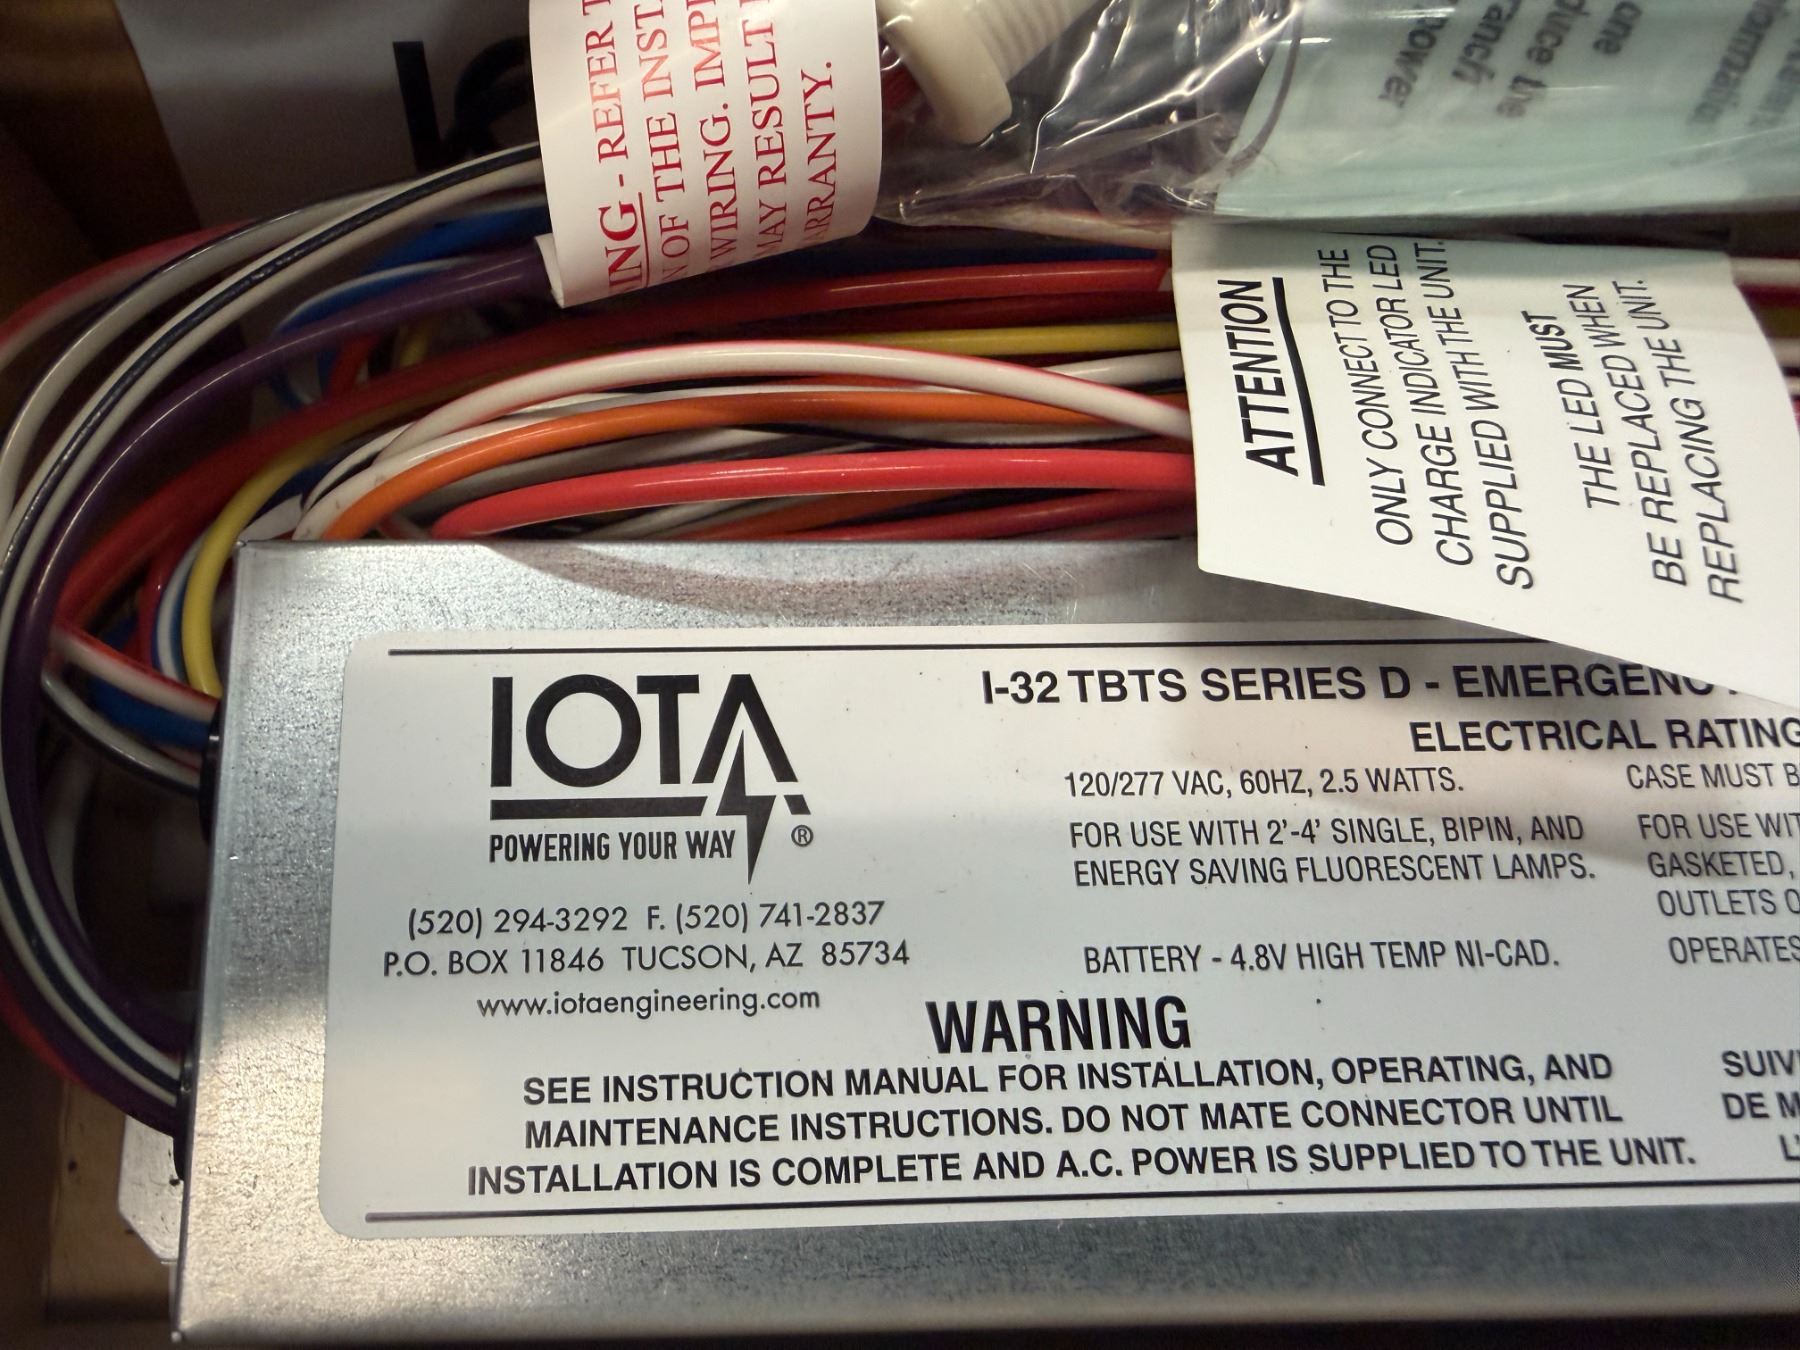 ING - REFER T
N OF THE INST
WIRING. IMP
MAY RESULT
ARRANTY.
ower
ranch
duce the
one
ATTENTION
ONLY CONNECT TO THE
CHARGE INDICATOR LED
SUPPLIED WITH THE UNIT.
THE LED MUST
BE REPLACED WHEN
REPLACING THE UNIT.
IOTA
POWERING YOUR WAY ®
(520) 294-3292 F. (520) 741-2837
P.O. BOX 11846 TUCSON, AZ 85734
www.iotaengineering.com
I-32 TBTS SERIES D - EMERGENC
ELECTRICAL RATING
120/277 VAC, 60HZ, 2.5 WATTS.
FOR USE WITH 2'-4' SINGLE, BIPIN, AND
ENERGY SAVING FLUORESCENT LAMPS.
BATTERY - 4.8V HIGH TEMP NI-CAD.
CASE MUST B
FOR USE WIT
GASKETED,
OUTLETS O
OPERATES
WARNING
SEE INSTRUCTION MANUAL FOR INSTALLATION, OPERATING, AND
MAINTENANCE INSTRUCTIONS. DO NOT MATE CONNECTOR UNTIL
INSTALLATION IS COMPLETE AND A.C. POWER IS SUPPLIED TO THE UNIT.
SUIV
DE M
L'